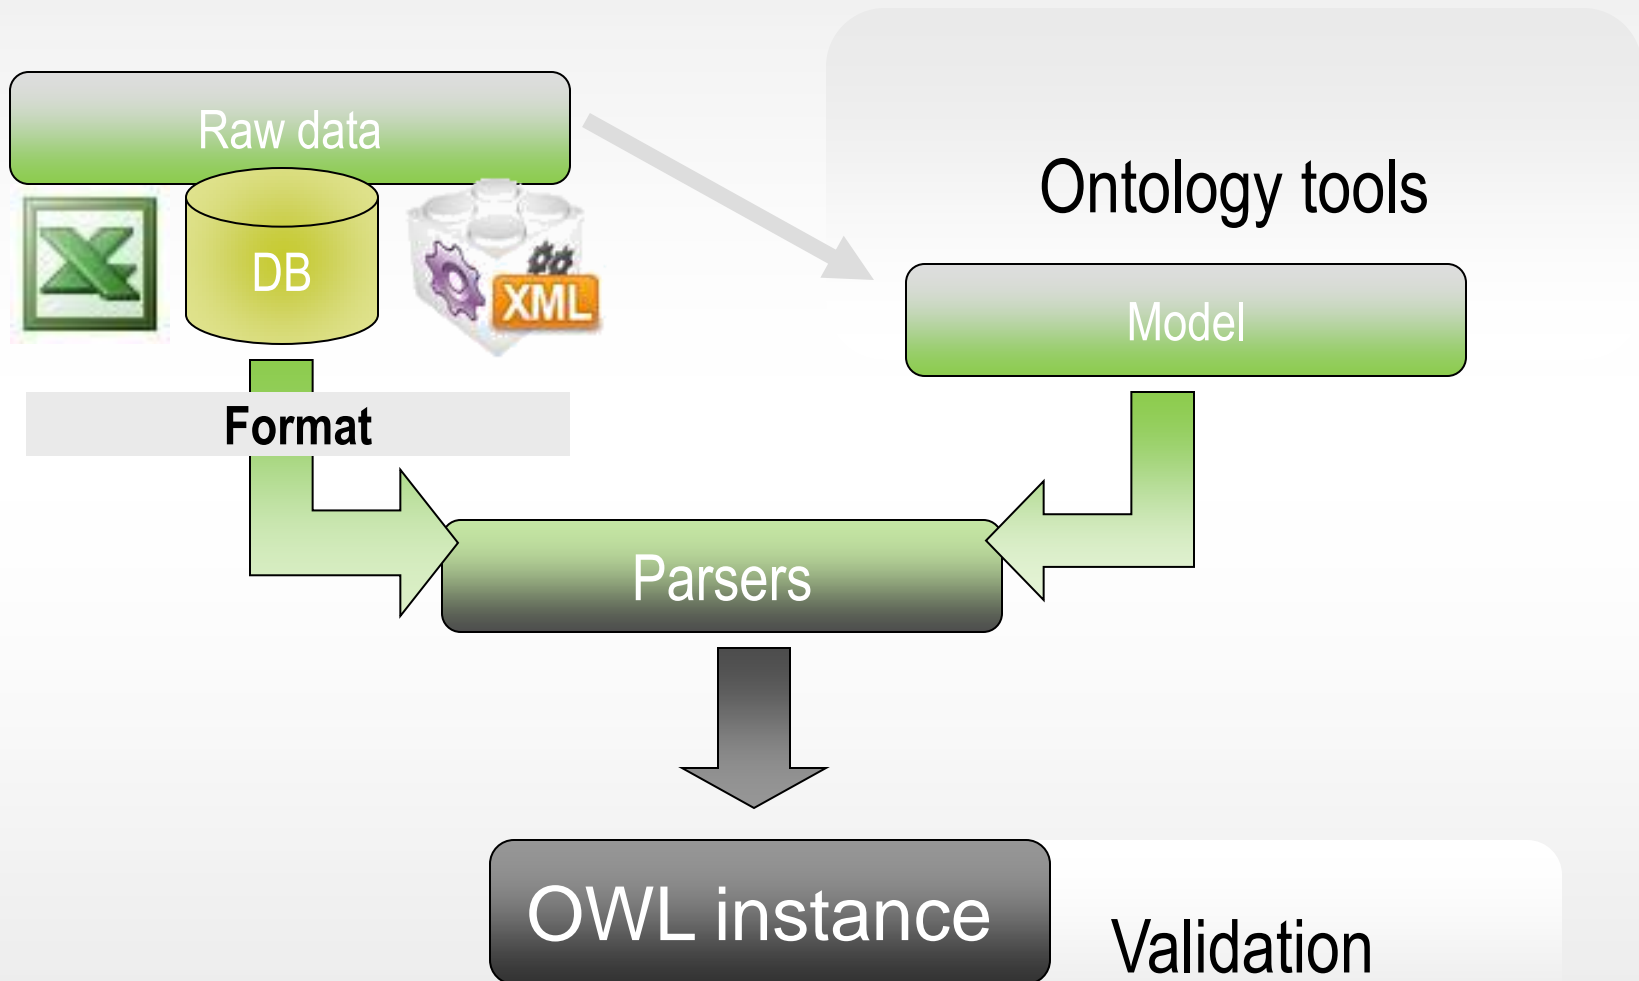 Raw data
Ontology tools
DB
XML
Model
Format
Parsers
OWL instance
Validation